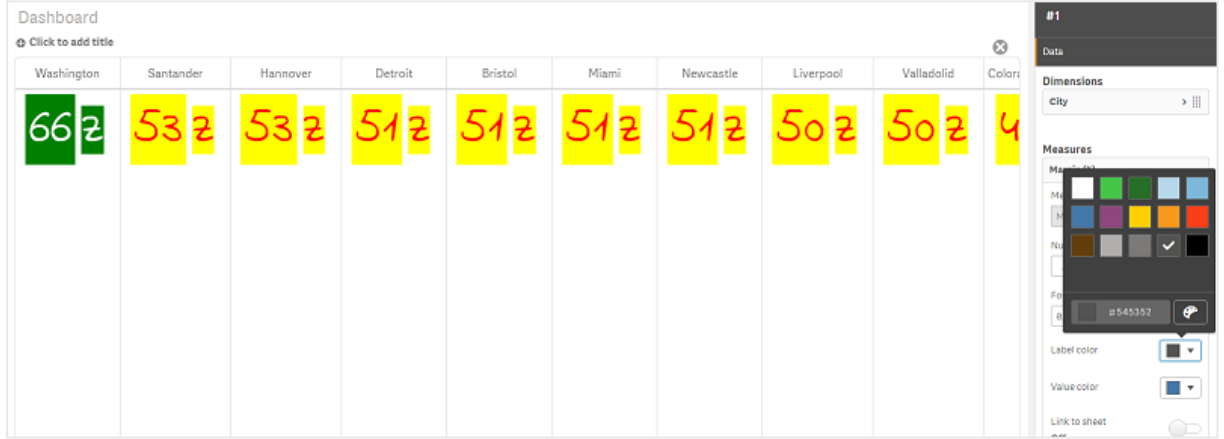 Dashboard
Click to add title
Washington Santander Hannover Detroit Bristol Miami Newcastle Liverpool Valladolid
66 z 53 z 53 z 51 z 51 z 51 z 51 z 50 z 50 z 4
#1
Data
Dimensions
City
Measures
#545352
Label color
Value color
Link to sheet